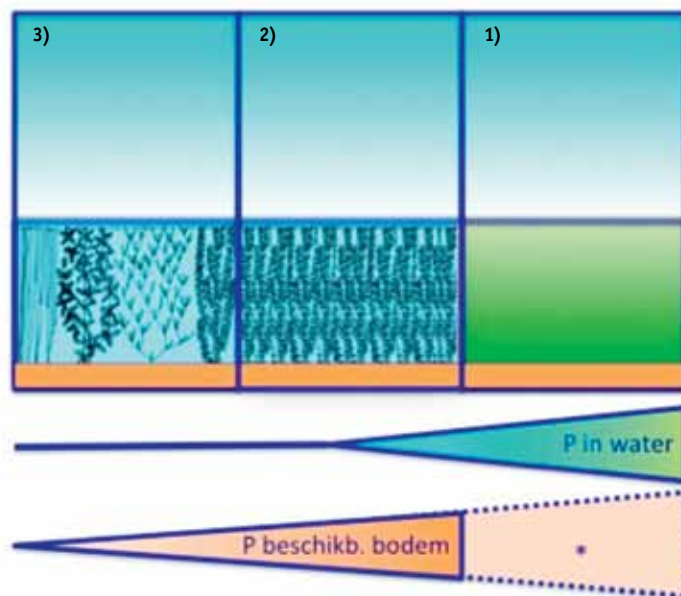 3)
2)
1)
P in water
P beschikb. bodem
*